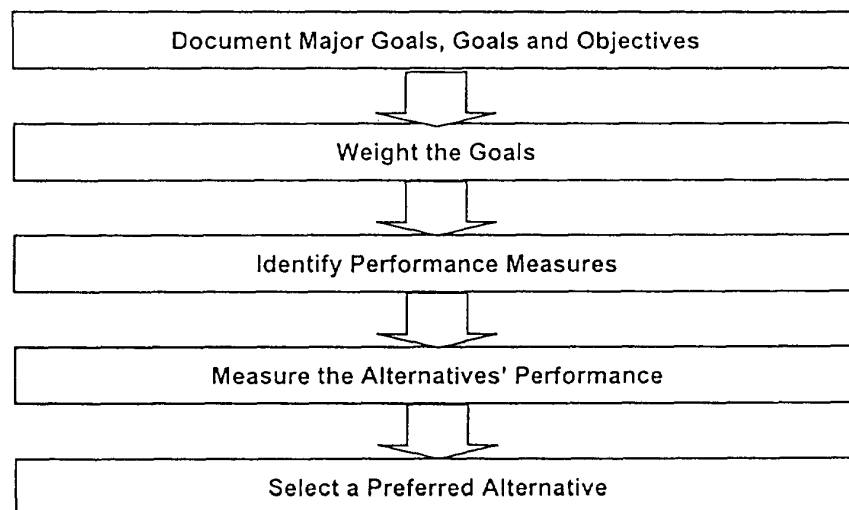 Document Major Goals, Goals and Objectives
Weight the Goals
Identify Performance Measures
Measure the Alternatives' Performance
Select a Preferred Alternative